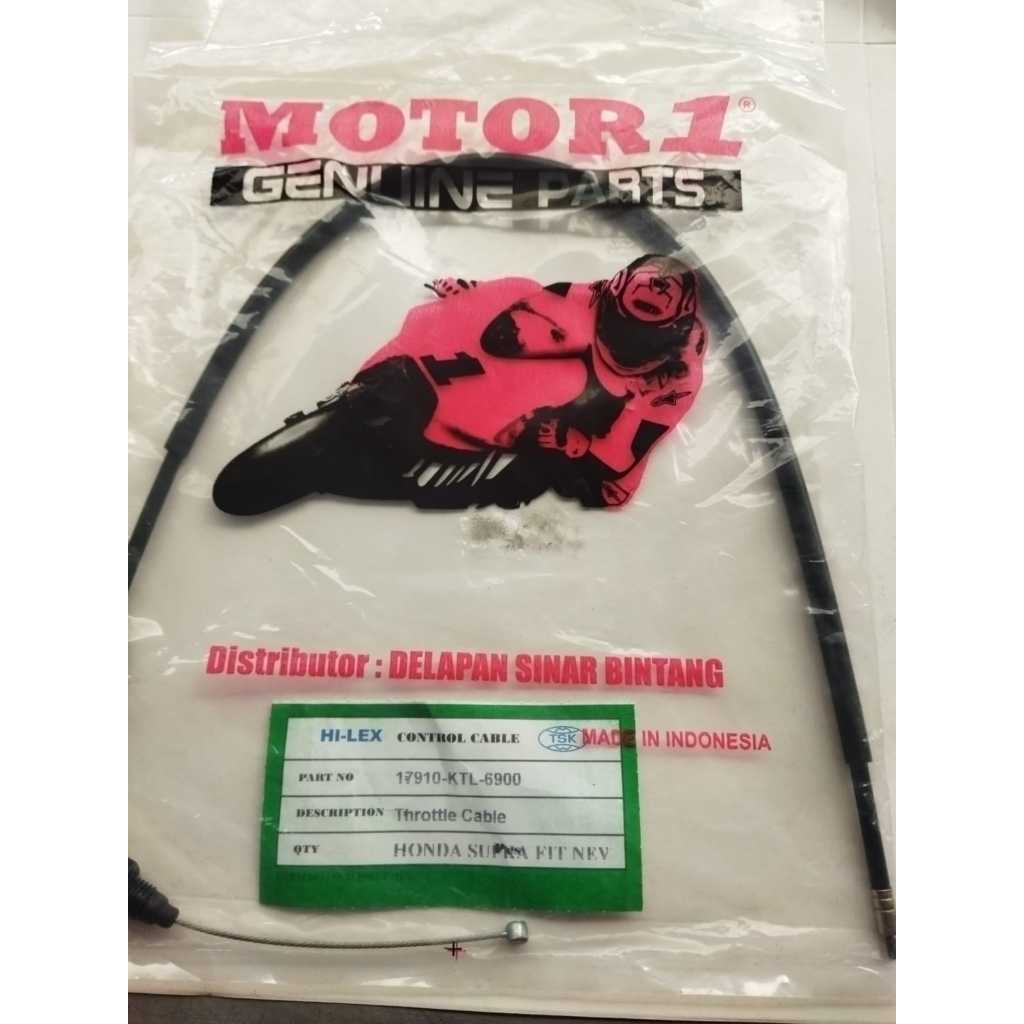 MOTOR1®
GENUINE PARTS
1
Distributor : DELAPAN SINAR BINTANG
HI-LEX CONTROL CABLE TSK MADE IN INDONESIA
PART NO 17910-KTL-6900
DESCRIPTION Throttle Cable
QTY HONDA SUPRA FIT NEV